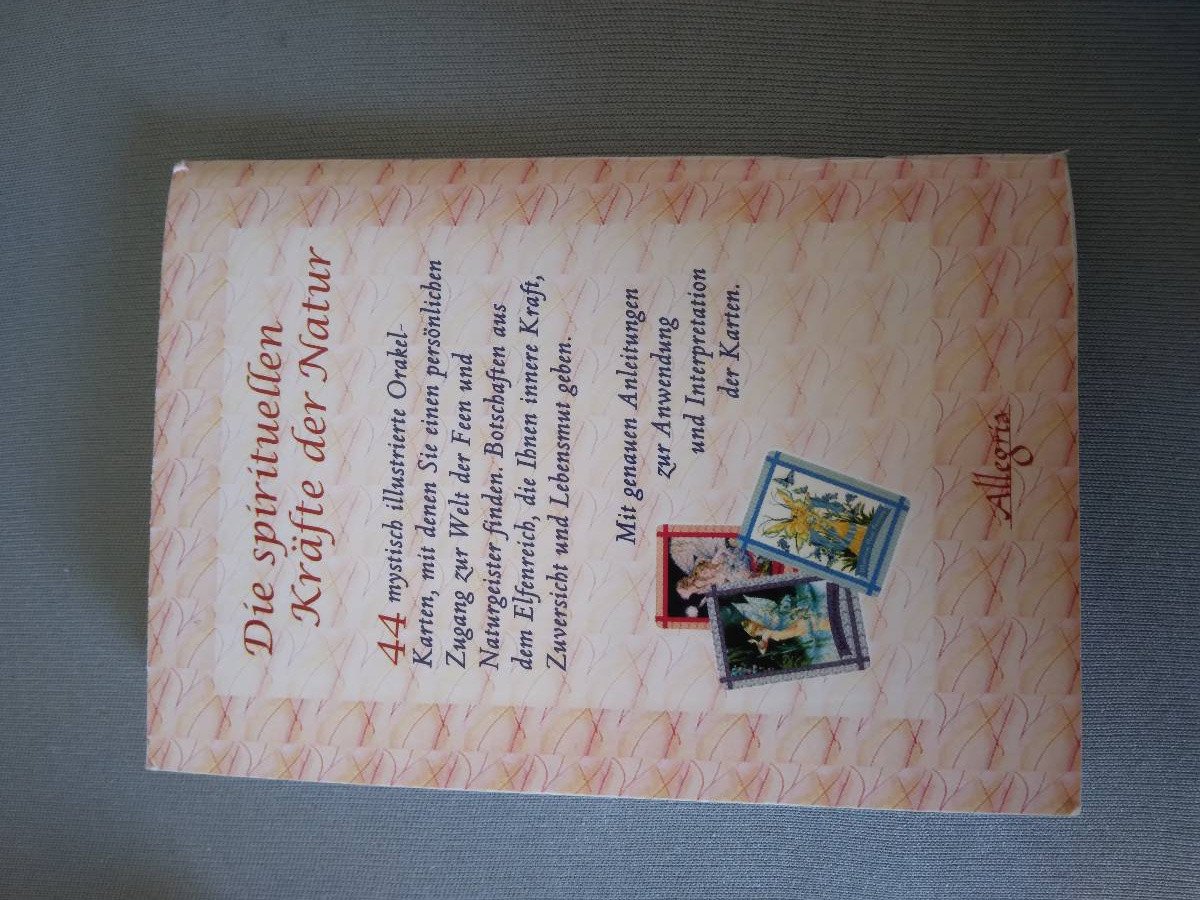 Die spirituellen
Kräfte der Natur
44 mystisch illustrierte Orakel-
Karten, mit denen Sie einen persönlichen
Zugang zur Welt der Feen und
Naturgeister finden. Botschaften aus
dem Elfenreich, die Ihnen innere Kraft,
Zuversicht und Lebensmut geben.
Mit genauen Anleitungen
zur Anwendung
und Interpretation
der Karten.
Allegria